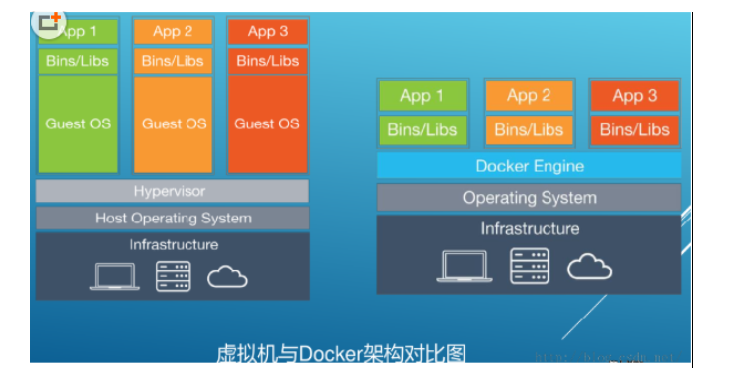 App 1 App 2 App 3
Bins/Libs Bins/Libs Bins/Libs
Guest OS Guest OS Guest OS
Hypervisor
Host Operating System
Infrastructure
App 1 App 2 App 3
Bins/Libs Bins/Libs Bins/Libs
Docker Engine
Operating System
Infrastructure
虚拟机与Docker架构对比图